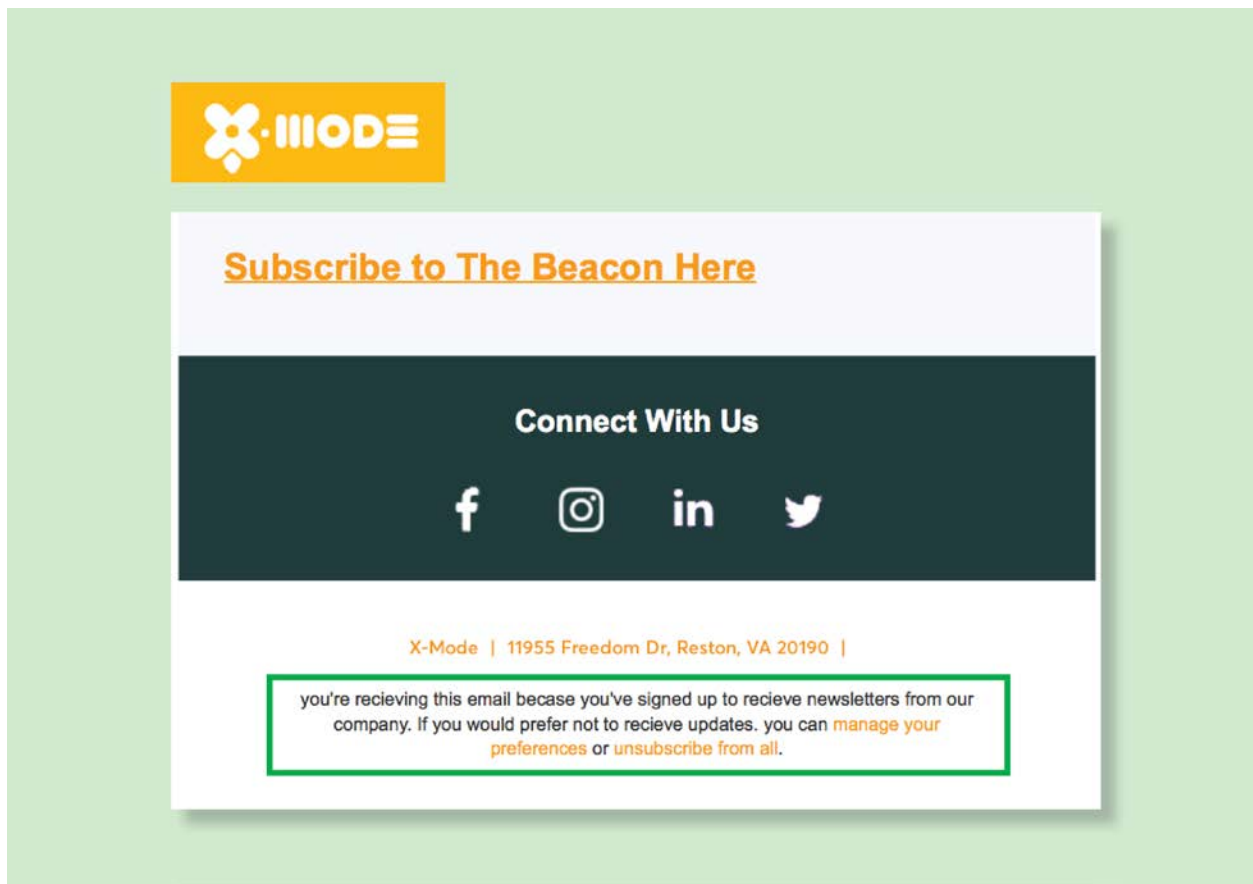 X·MODE
Subscribe to The Beacon Here
Connect With Us
f
in
X-Mode | 11955 Freedom Dr, Reston, VA 20190 |
you're recieving this email becase you've signed up to recieve newsletters from our
company. If you would prefer not to recieve updates. you can manage your
preferences or unsubscribe from all.